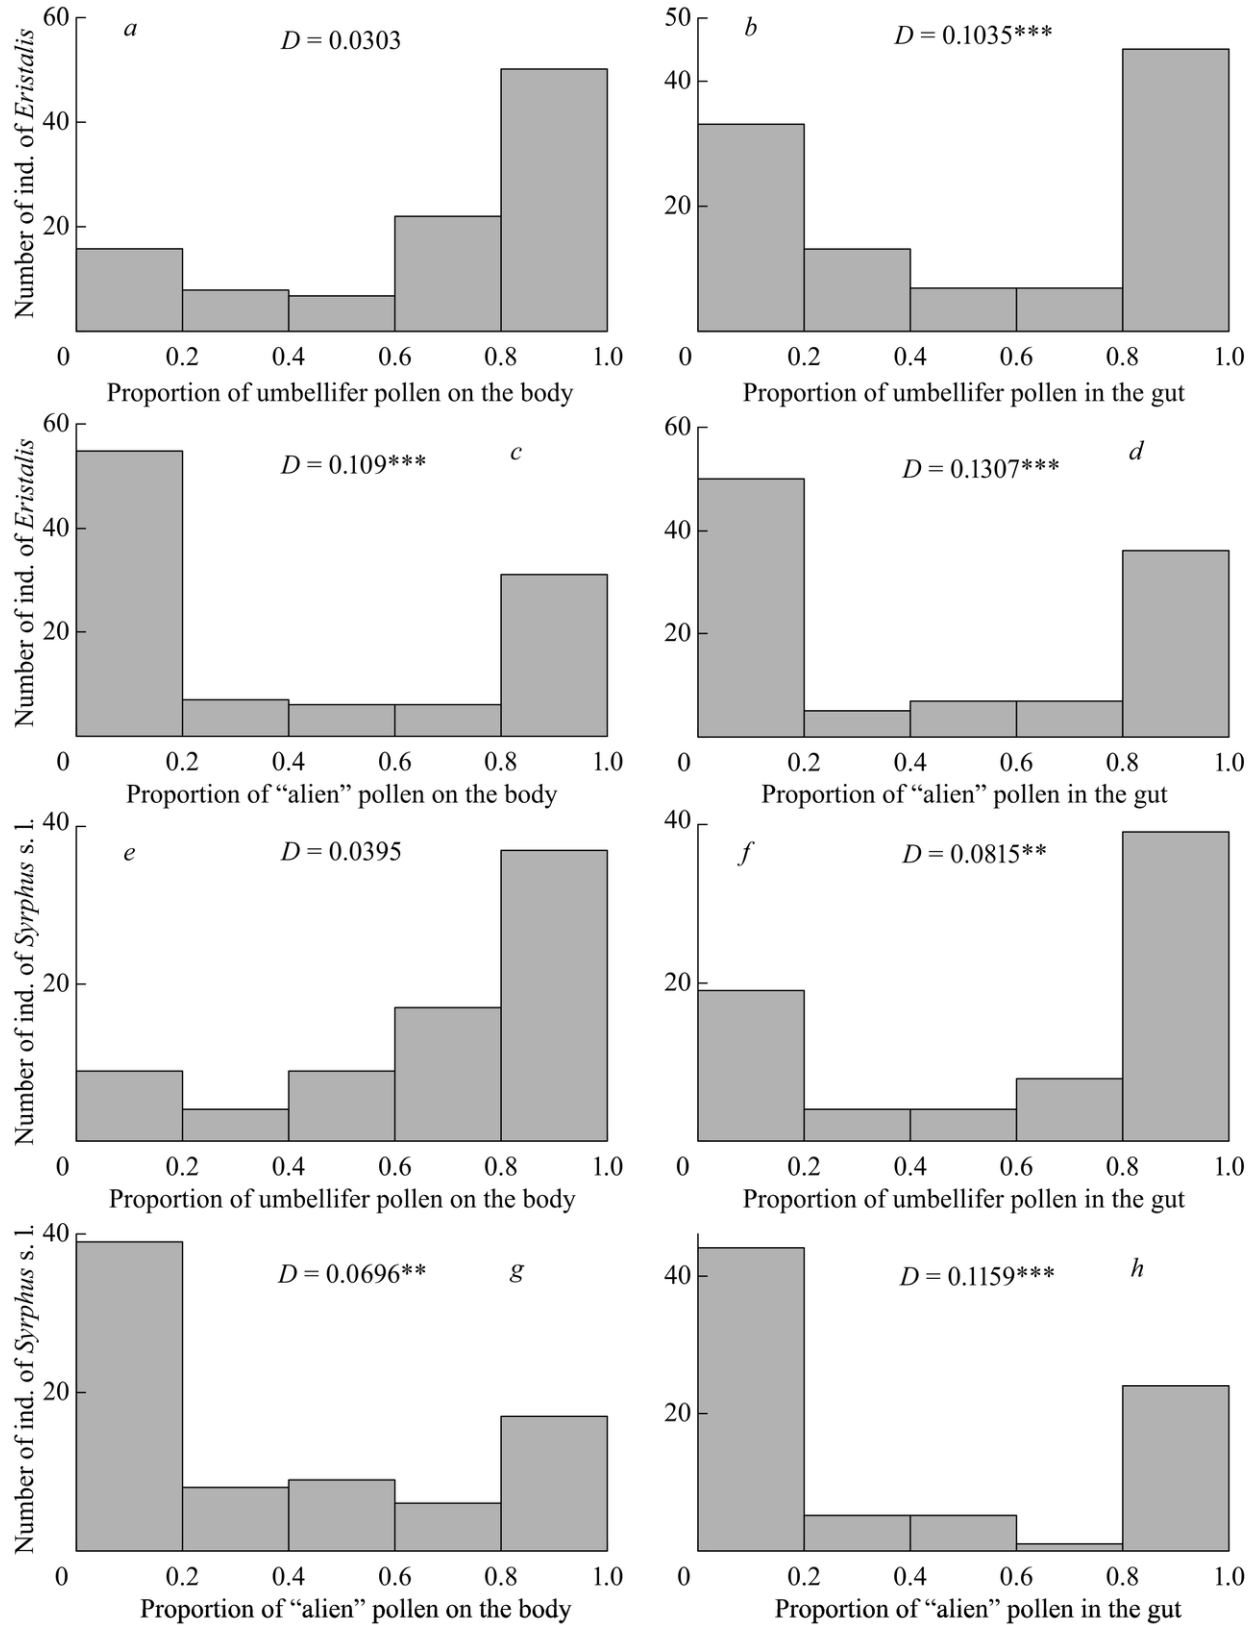 60
40
20
0
0.2
0.4
0.6
0.8
1.0
a
D = 0.0303
Number of ind. of Eristalis
Proportion of umbellifer pollen on the body
50
40
20
0
0.2
0.4
0.6
0.8
1.0
b
D = 0.1035***
Proportion of umbellifer pollen in the gut
60
40
20
0
0.2
0.4
0.6
0.8
1.0
D = 0.109***
c
Number of ind. of Eristalis
Proportion of “alien” pollen on the body
60
40
20
0
0.2
0.4
0.6
0.8
1.0
D = 0.1307***
d
Proportion of “alien” pollen in the gut
40
20
0
0.2
0.4
0.6
0.8
1.0
e
D = 0.0395
Number of ind. of Syrphus s. l.
Proportion of umbellifer pollen on the body
40
20
0
0.2
0.4
0.6
0.8
1.0
f
D = 0.0815**
Proportion of umbellifer pollen in the gut
40
20
0
0.2
0.4
0.6
0.8
1.0
D = 0.0696**
g
Number of ind. of Syrphus s. l.
Proportion of “alien” pollen on the body
40
20
0
0.2
0.4
0.6
0.8
1.0
D = 0.1159***
h
Proportion of “alien” pollen in the gut